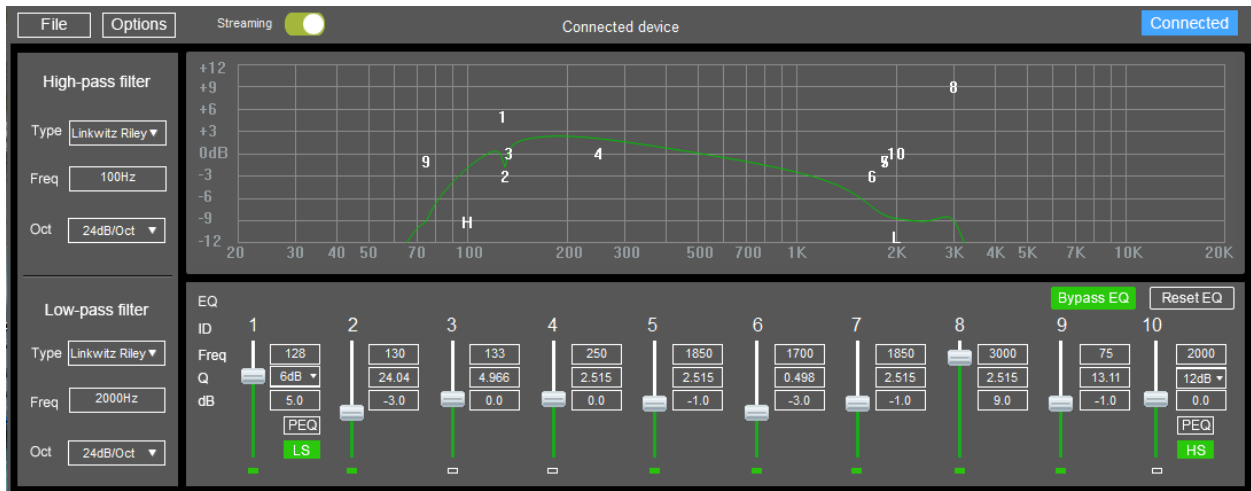 File Options Streaming Connected device Connected
High-pass filter
Type Linkwitz Riley ▼
Freq 100Hz
Oct 24dB/Oct ▼
Low-pass filter
Type Linkwitz Riley ▼
Freq 2000Hz
Oct 24dB/Oct ▼
+12
+9 8
+6
1
+3
0dB 9 3 4 10
-3 2 6
-6
-9 H
-12 L
20 30 40 50 70 100 200 300 500 700 1K 2K 3K 4K 5K 7K 10K 20K
EQ Bypass EQ Reset EQ
ID 1 2 3 4 5 6 7 8 9 10
Freq 128 130 133 250 1850 1700 1850 3000 75 2000
Q 6dB ▼ 24.04 4.966 2.515 2.515 0.498 2.515 2.515 13.11 12dB ▼
dB 5.0 -3.0 0.0 0.0 -1.0 -3.0 -1.0 9.0 -1.0 0.0
PEQ PEQ
LS HS